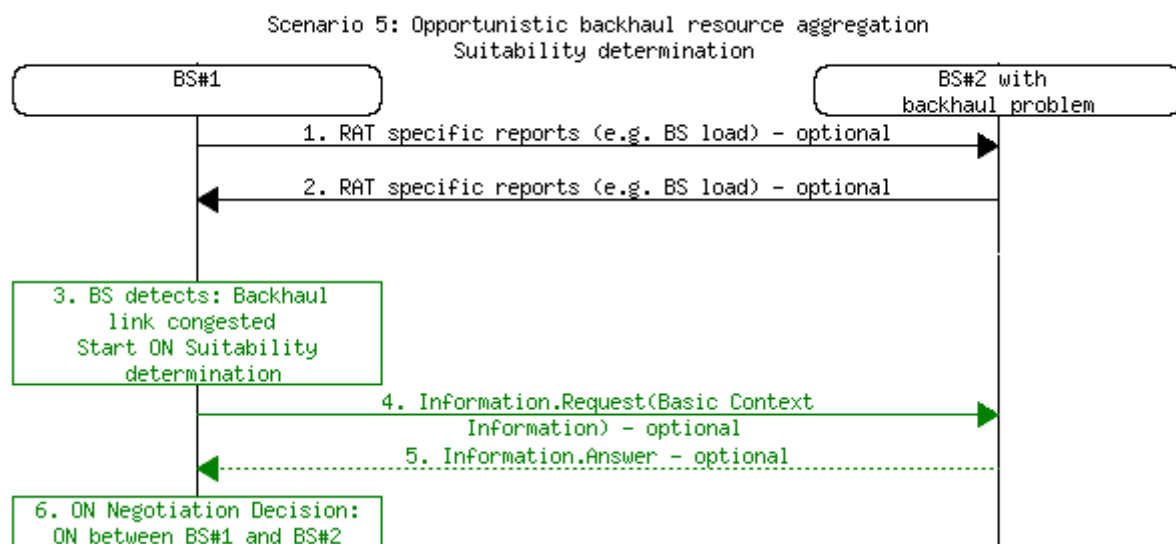 Scenario 5: Opportunistic backhaul resource aggregation
Suitability determination
BS#1
BS#2 with
backhaul problem
1. RAT specific reports (e.g. BS load) - optional
2. RAT specific reports (e.g. BS load) - optional
3. BS detects: Backhaul
link congested
Start ON Suitability
determination
4. Information.Request(Basic Context
Information) - optional
5. Information.Answer - optional
6. ON Negotiation Decision:
ON between BS#1 and BS#2